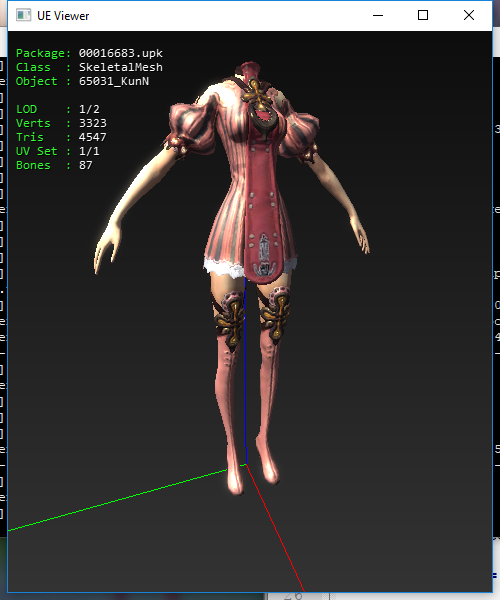 UE Viewer
Package: 00016683.upk
Class : SkeletalMesh
Object : 65031_KunN
LOD : 1/2
Verts : 3323
Tris : 4547
UV Set : 1/1
Bones : 87
26